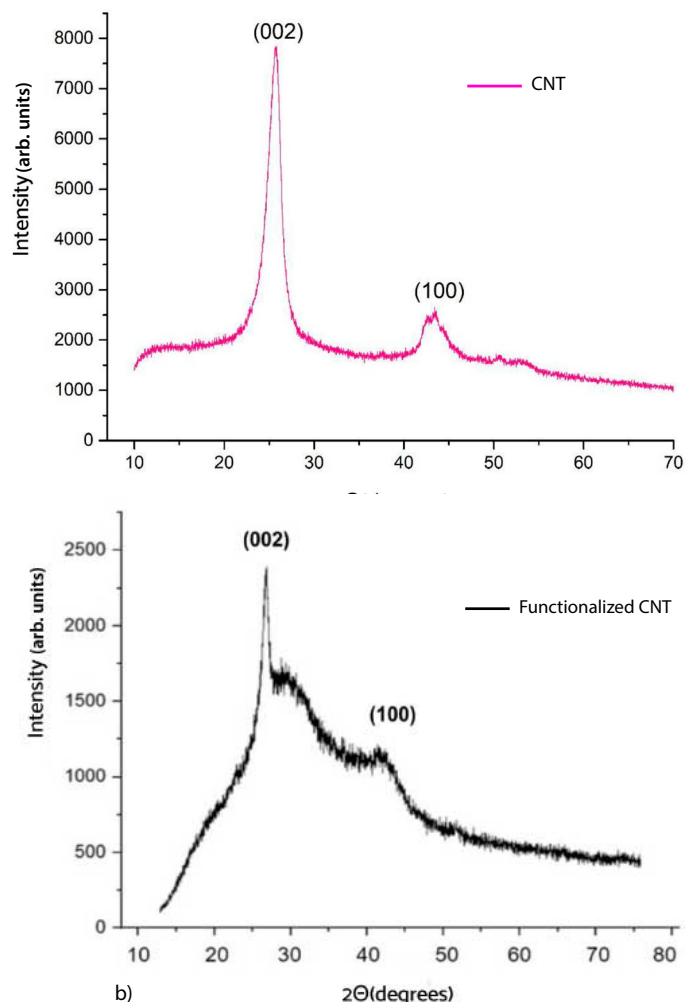 (002)
8000
7000
6000
5000
4000
3000
2000
1000
0
Intensity (arb. units)
CNT
(100)
10 20 30 40 50 60 70
(002)
2500
2000
1500
1000
500
0
Intensity (arb. units)
Functionalized CNT
(100)
10 20 30 40 50 60 70 80
b) 2Θ(degrees)